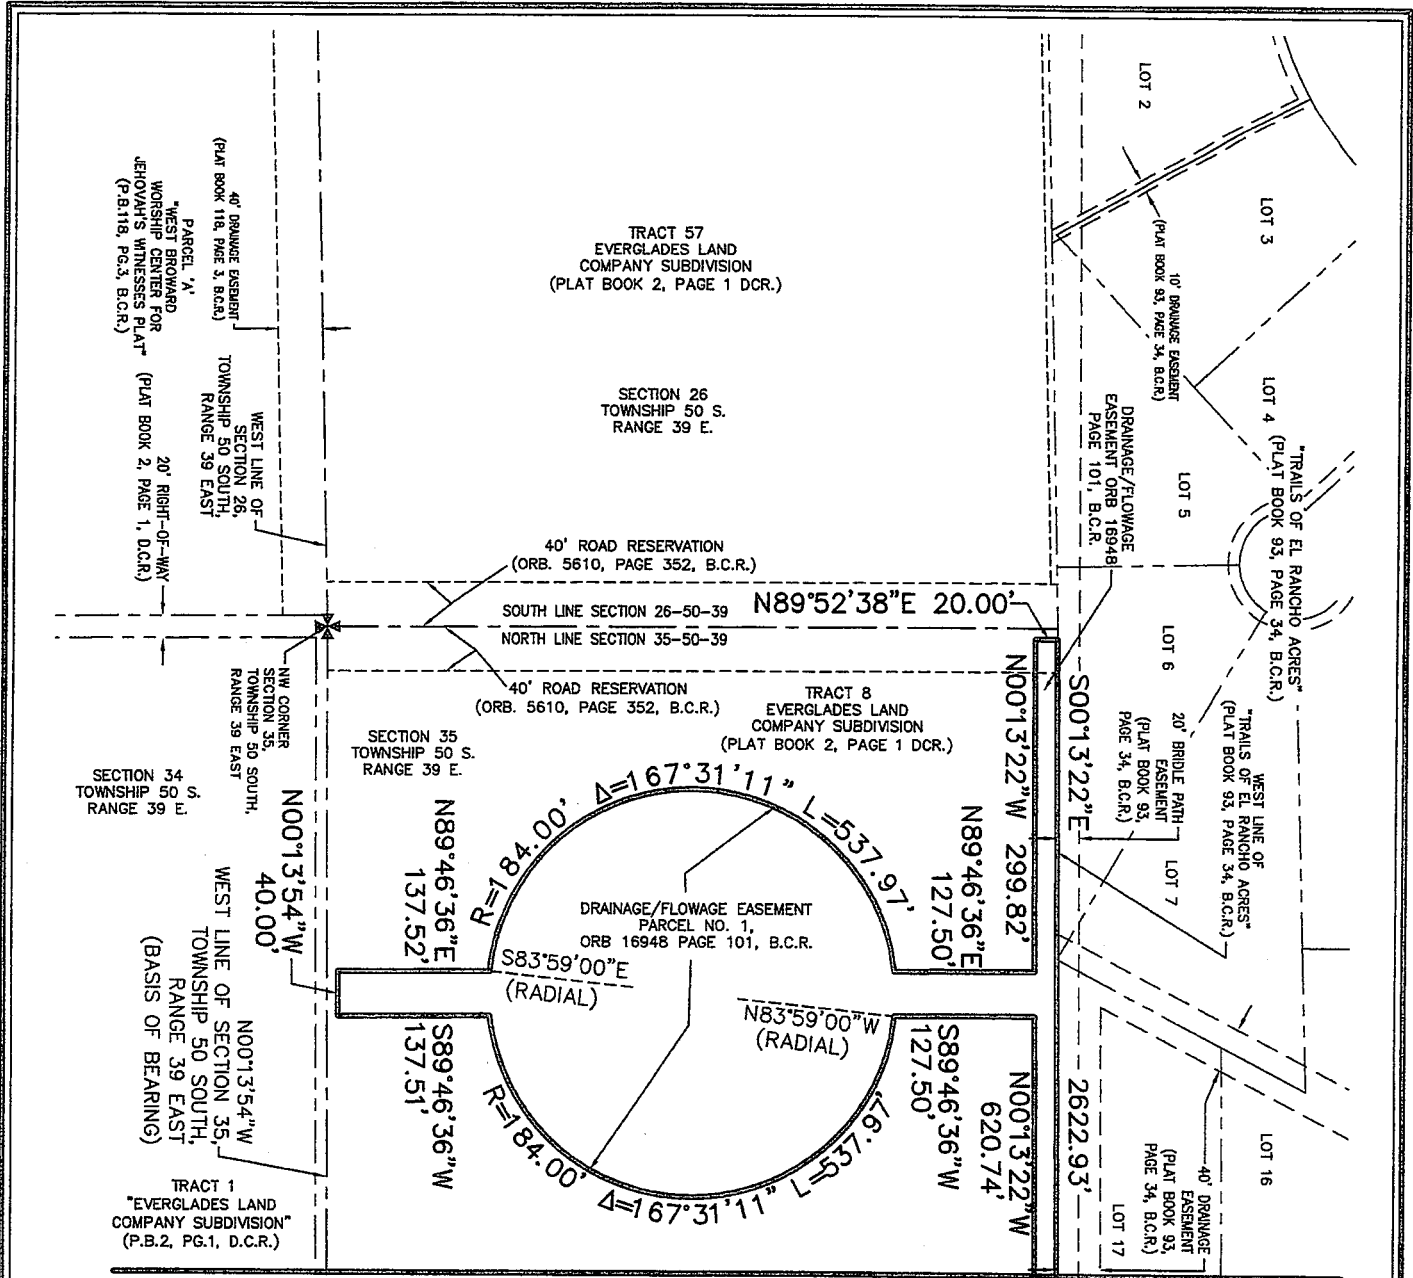 LOT 2
LOT 3
10' DRAINAGE EASEMENT
(PLAT BOOK 93, PAGE 34, B.C.R.)
LOT 4
"TRAILS OF EL RANCHO ACRES"
(PLAT BOOK 93, PAGE 34, B.C.R.)
LOT 5
DRAINAGE/FLOWAGE
EASEMENT ORB 16948
PAGE 101, B.C.R.
TRACT 57
EVERGLADES LAND
COMPANY SUBDIVISION
(PLAT BOOK 2, PAGE 1 DCR.)
SECTION 26
TOWNSHIP 50 S.
RANGE 39 E.
40' DRAINAGE EASEMENT
(PLAT BOOK 118, PAGE 3, B.C.R.)
PARCEL 'A'
"WEST BROWARD
WORSHIP CENTER FOR
JEHOVAH'S WITNESSES PLAT"
(P.B.118, PG.3, B.C.R.)
WEST LINE OF
SECTION 26,
TOWNSHIP 50 SOUTH,
RANGE 39 EAST
20' RIGHT-OF-WAY
(PLAT BOOK 2, PAGE 1, D.C.R.)
40' ROAD RESERVATION
(ORB. 5610, PAGE 352, B.C.R.)
SOUTH LINE SECTION 26-50-39
NORTH LINE SECTION 35-50-39
N89°52'38"E 20.00'
40' ROAD RESERVATION
(ORB. 5610, PAGE 352, B.C.R.)
LOT 6
20' BRIDLE PATH
EASEMENT
(PLAT BOOK 93,
PAGE 34, B.C.R.)
WEST LINE OF
"TRAILS OF EL RANCHO ACRES"
(PLAT BOOK 93, PAGE 34, B.C.R.)
LOT 7
S00°13'22"E
2622.93'
N00°13'22"W 299.82'
TRACT 8
EVERGLADES LAND
COMPANY SUBDIVISION
(PLAT BOOK 2, PAGE 1 DCR.)
SECTION 35
TOWNSHIP 50 S.
RANGE 39 E.
NW CORNER
SECTION 35,
TOWNSHIP 50 SOUTH,
RANGE 39 EAST
SECTION 34
TOWNSHIP 50 S.
RANGE 39 E.
N00°13'54"W
40.00'
N89°46'36"E
137.52'
R=184.00' Δ=167°31'11" L=537.97'
N89°46'36"E
127.50'
DRAINAGE/FLOWAGE EASEMENT
PARCEL NO. 1,
ORB 16948 PAGE 101, B.C.R.
S83°59'00"E
(RADIAL)
N83°59'00"W
(RADIAL)
S89°46'36"W
137.51'
R=184.00' Δ=167°31'11" L=537.97'
S89°46'36"W
127.50'
N00°13'22"W
620.74'
N00°13'54"W
WEST LINE OF SECTION 35,
TOWNSHIP 50 SOUTH,
RANGE 39 EAST
(BASIS OF BEARING)
TRACT 1
"EVERGLADES LAND
COMPANY SUBDIVISION"
(P.B.2, PG.1, D.C.R.)
LOT 16
40' DRAINAGE
EASEMENT
(PLAT BOOK 93,
PAGE 34, B.C.R.)
LOT 17